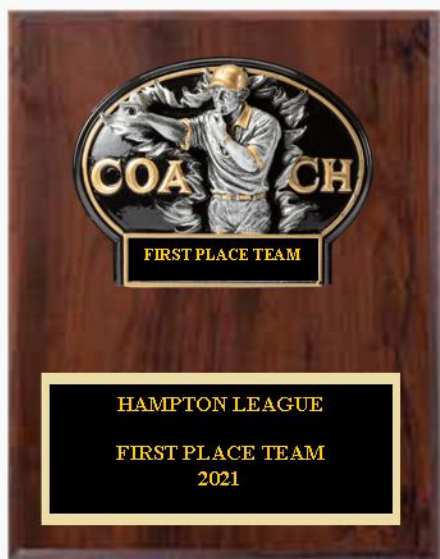 COACH
FIRST PLACE TEAM
HAMPTON LEAGUE
FIRST PLACE TEAM
2021